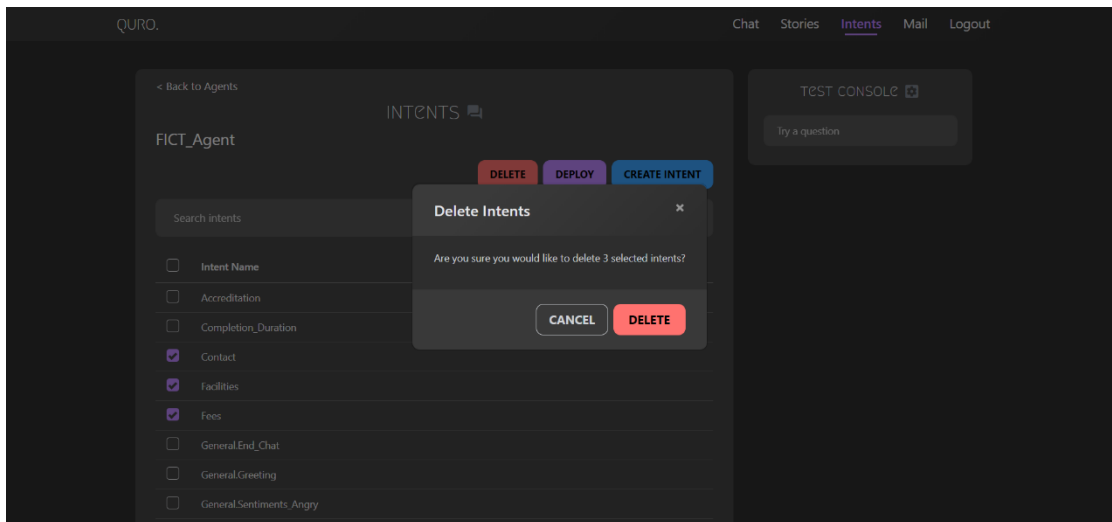 QURO.
Chat Stories Intents Mail Logout
< Back to Agents
INTENTS
FICT_Agent
DELETE DEPLOY CREATE INTENT
Search intents
Intent Name
Accreditation
Completion_Duration
Contact
Facilities
Fees
General.End_Chat
General.Greeting
General.Sentiments_Angry
Delete Intents ×
Are you sure you would like to delete 3 selected intents?
CANCEL DELETE
TEST CONSOLE
Try a question